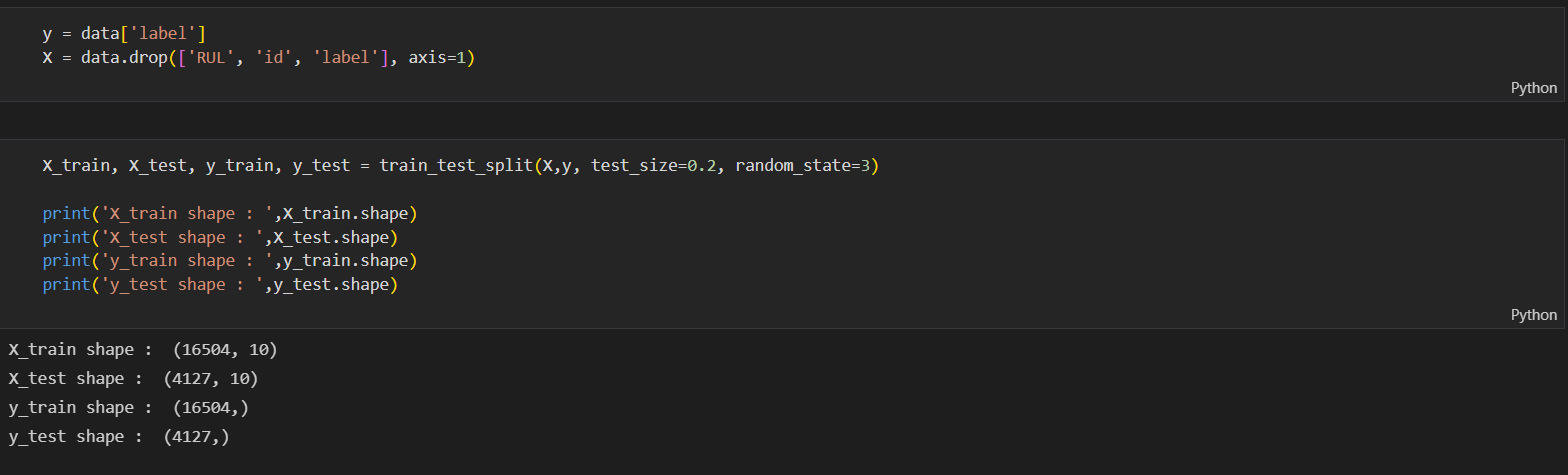 y = data['label']
X = data.drop(['RUL', 'id', 'label'], axis=1)
Python
X_train, X_test, y_train, y_test = train_test_split(X,y, test_size=0.2, random_state=3)
print('X_train shape : ',X_train.shape)
print('X_test shape : ',X_test.shape)
print('y_train shape : ',y_train.shape)
print('y_test shape : ',y_test.shape)
Python
X_train shape :  (16504, 10)
X_test shape :  (4127, 10)
y_train shape :  (16504,)
y_test shape :  (4127,)